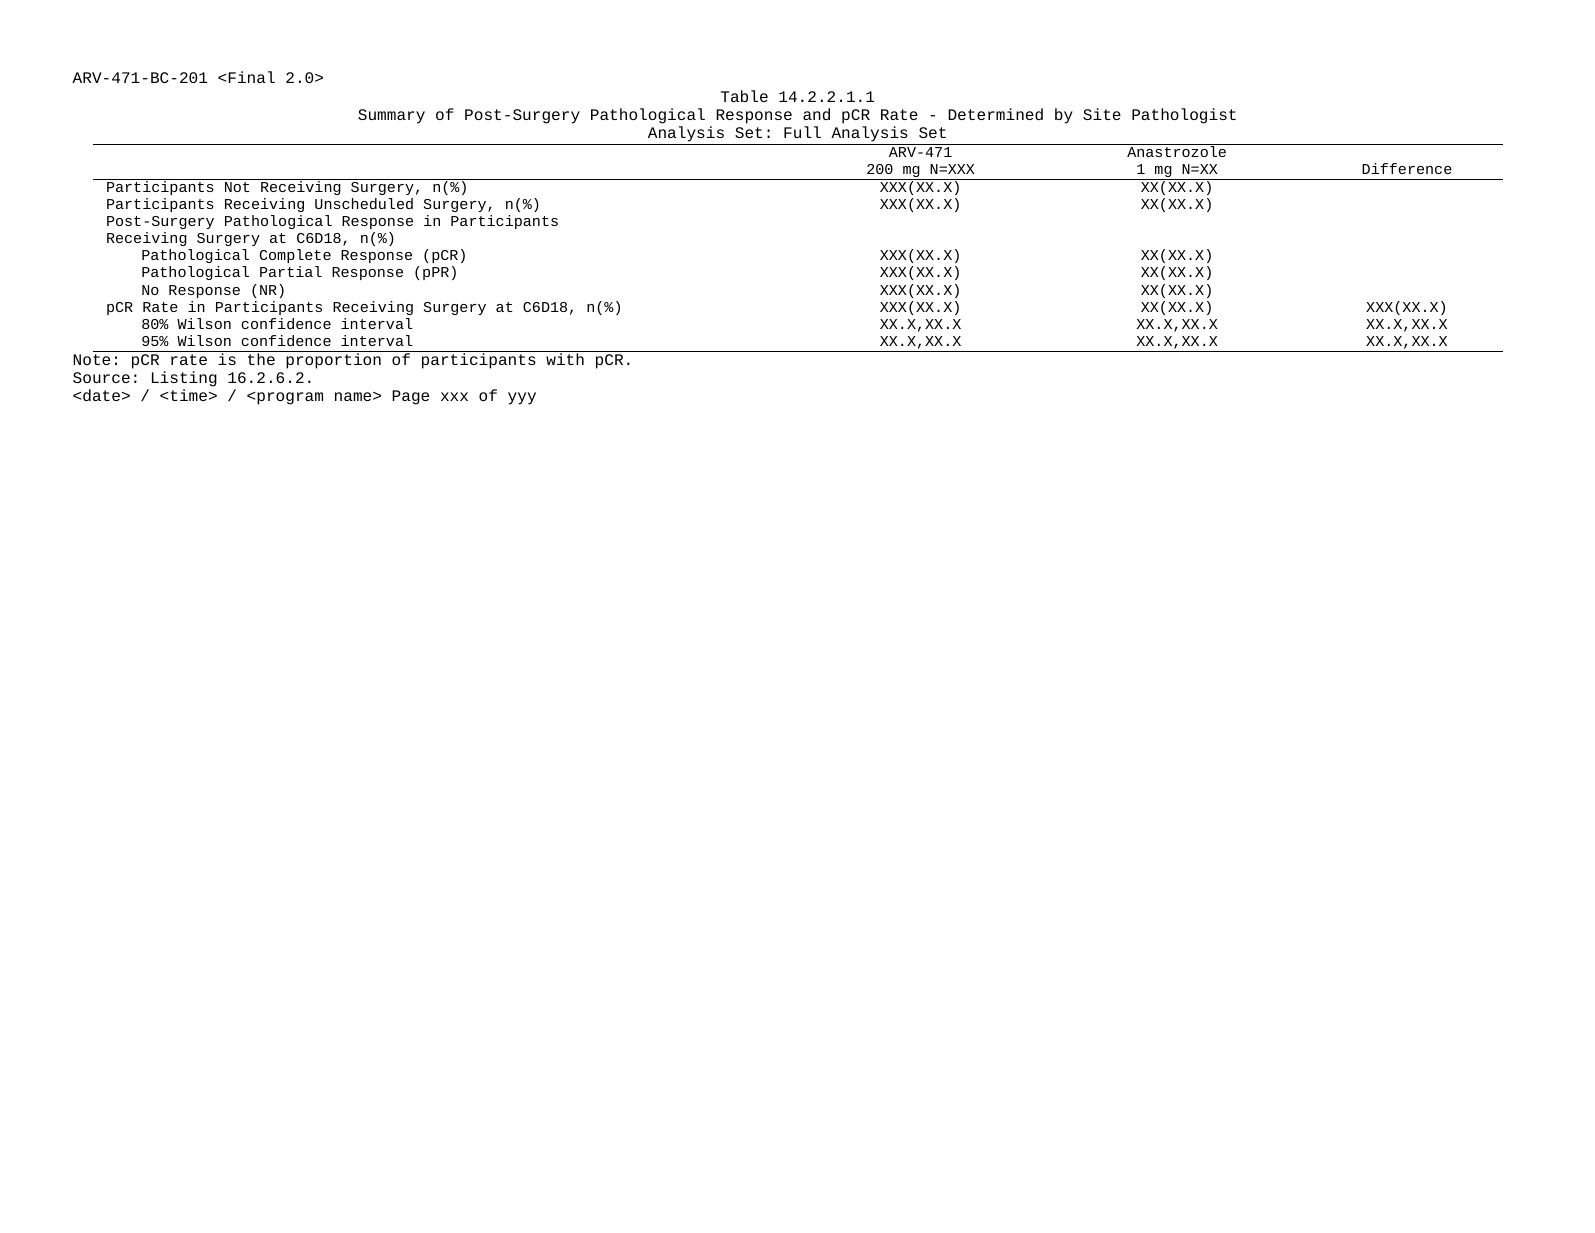 ARV-471-BC-201 <Final 2.0>
Table 14.2.2.1.1
Summary of Post-Surgery Pathological Response and pCR Rate - Determined by Site Pathologist
Analysis Set: Full Analysis Set
ARV-471 Anastrozole
200 mg N=XXX 1 mg N=XX Difference
Participants Not Receiving Surgery, n(%) XXX(XX.X) XX(XX.X)
Participants Receiving Unscheduled Surgery, n(%) XXX(XX.X) XX(XX.X)
Post-Surgery Pathological Response in Participants
Receiving Surgery at C6D18, n(%)
Pathological Complete Response (pCR) XXX(XX.X) XX(XX.X)
Pathological Partial Response (pPR) XXX(XX.X) XX(XX.X)
No Response (NR) XXX(XX.X) XX(XX.X)
pCR Rate in Participants Receiving Surgery at C6D18, n(%) XXX(XX.X) XX(XX.X) XXX(XX.X)
80% Wilson confidence interval XX.X,XX.X XX.X,XX.X XX.X,XX.X
95% Wilson confidence interval XX.X,XX.X XX.X,XX.X XX.X,XX.X
Note: pCR rate is the proportion of participants with pCR.
Source: Listing 16.2.6.2.
<date> / <time> / <program name> Page xxx of yyy